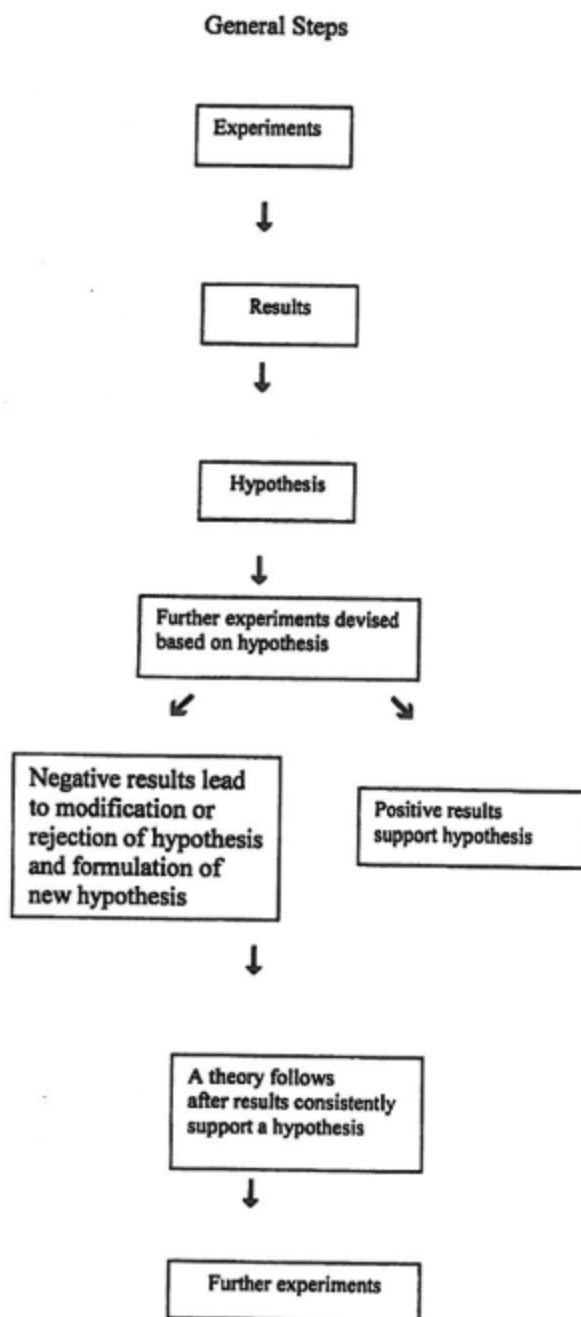 General Steps
Experiments
Results
Hypothesis
Further experiments devised
based on hypothesis
Negative results lead
to modification or
rejection of hypothesis
and formulation of
new hypothesis
Positive results
support hypothesis
A theory follows
after results consistently
support a hypothesis
Further experiments